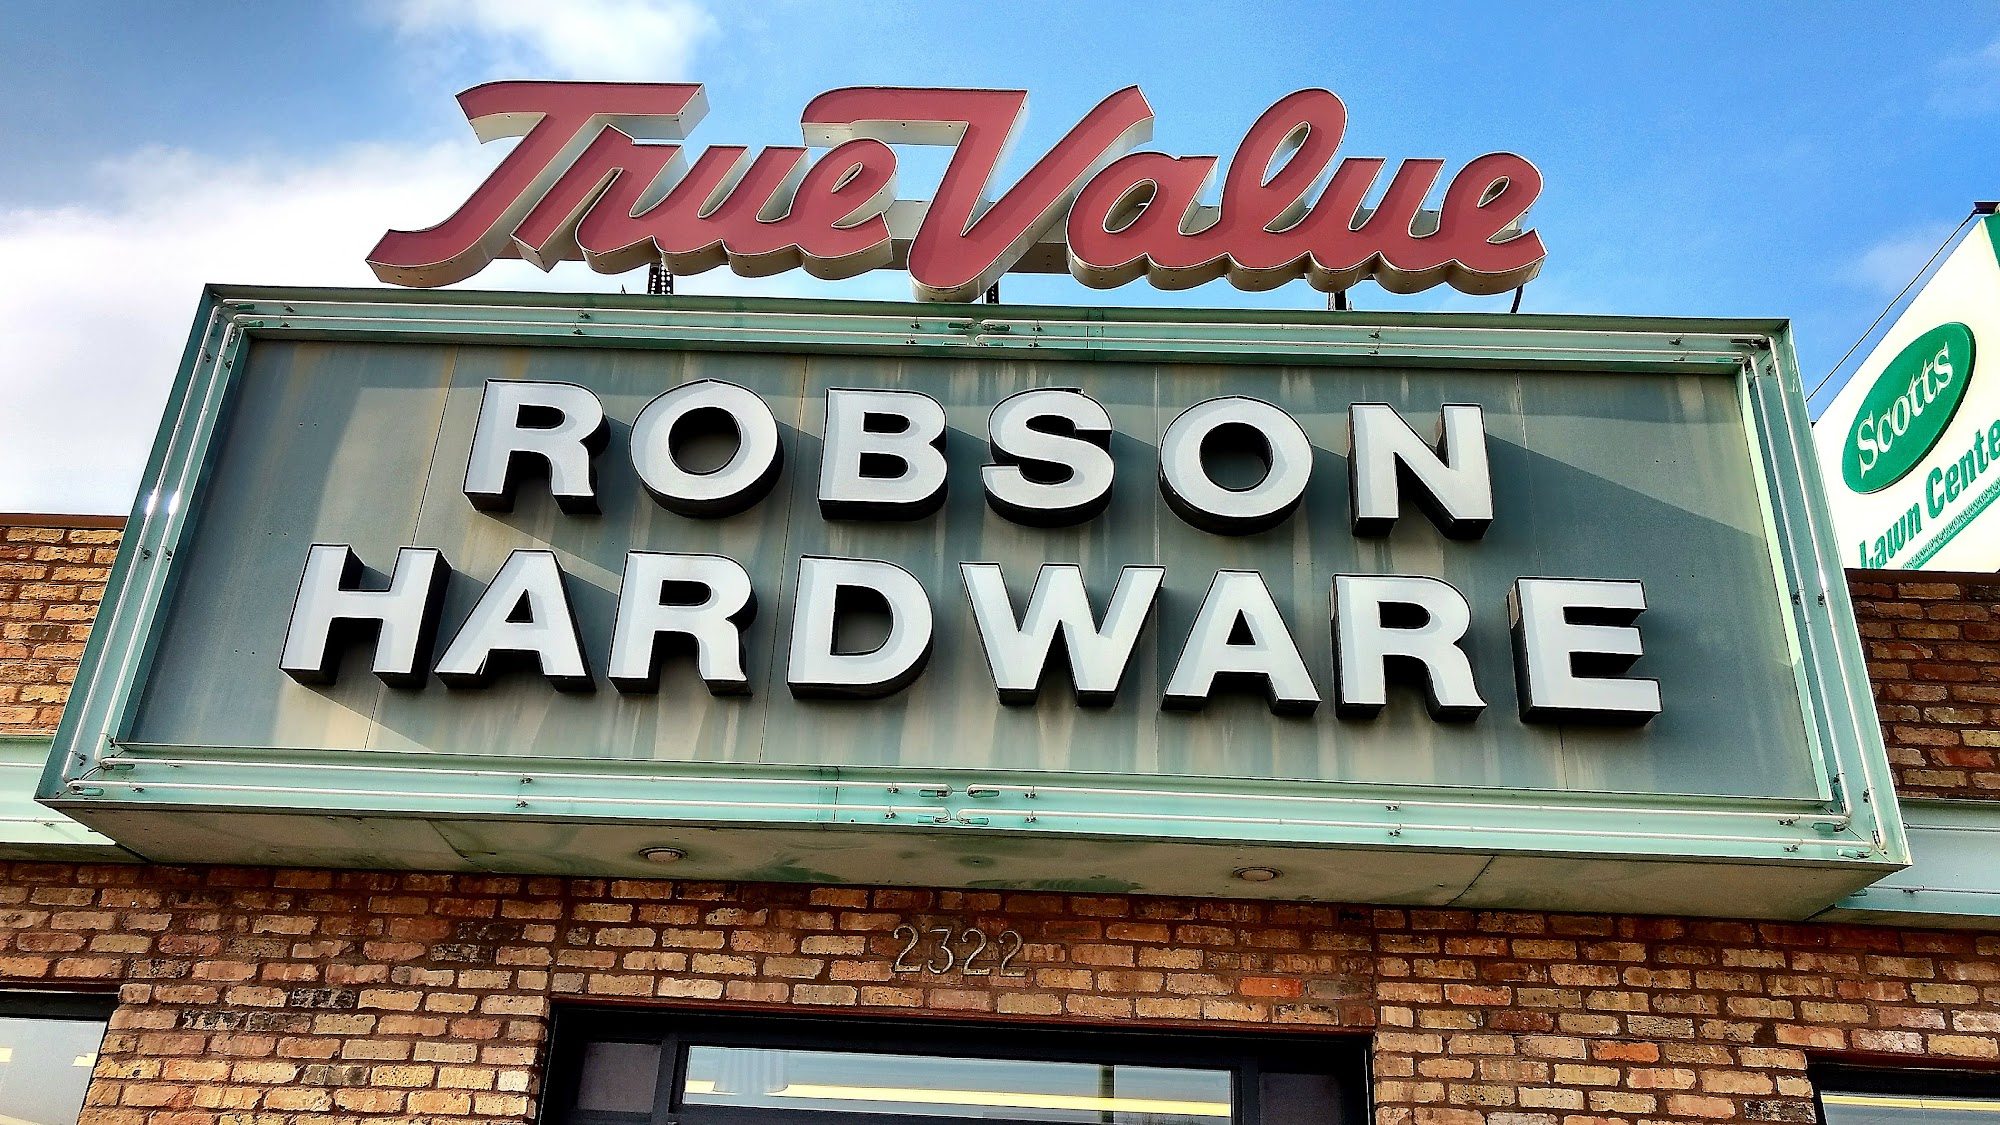 True Value
ROBSON
HARDWARE
Scotts
Lawn Cente
2322